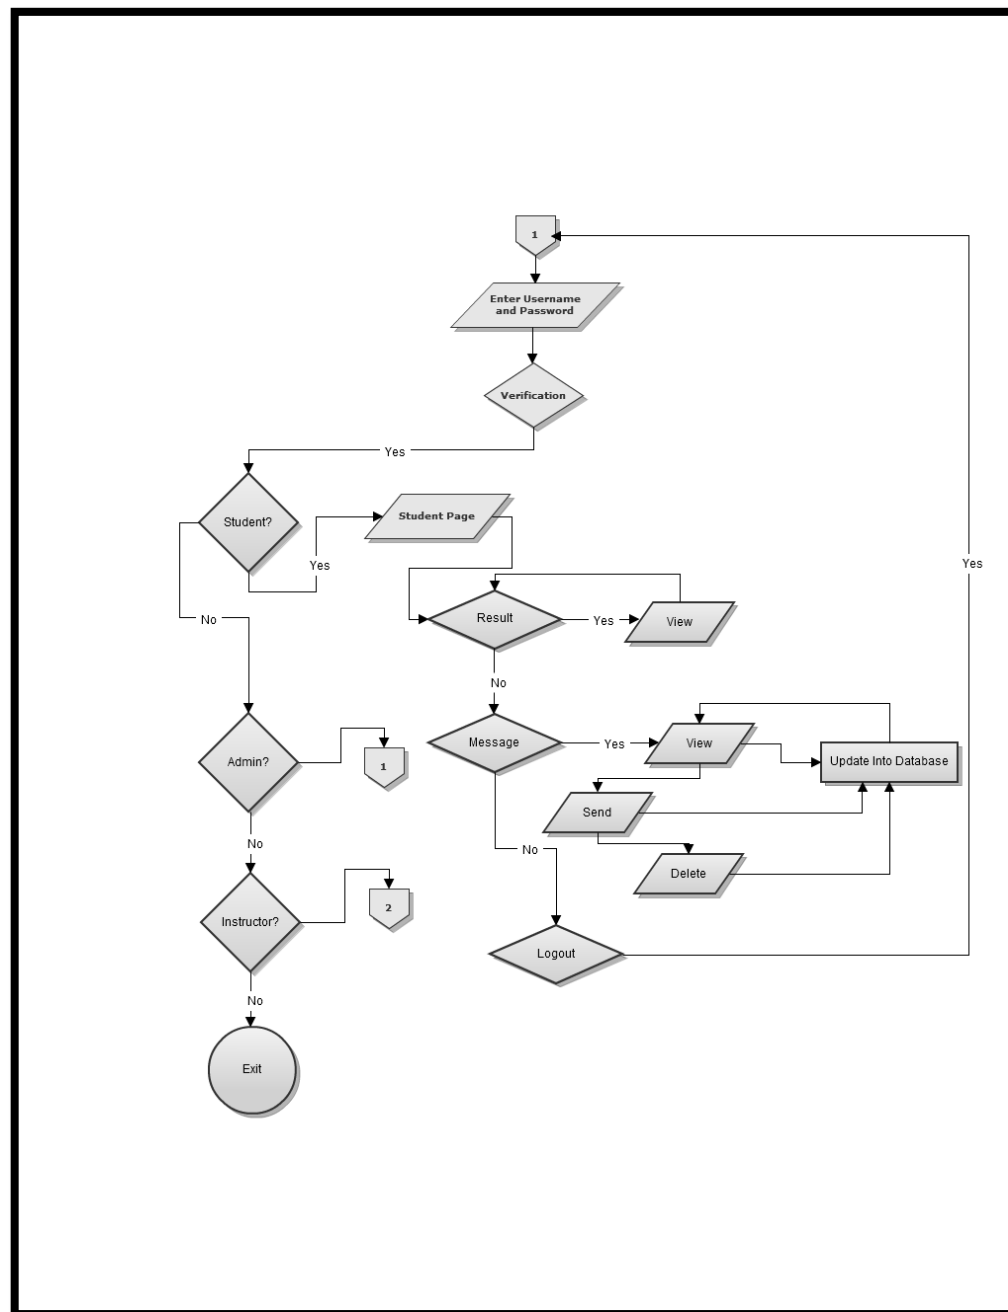 1
Enter Username
and Password
Verification
Yes
Student?
Student Page
Yes
Yes
No
Result
Yes
View
No
Admin?
1
Message
Yes
View
Update Into Database
Send
No
No
Delete
Instructor?
2
Logout
No
Exit